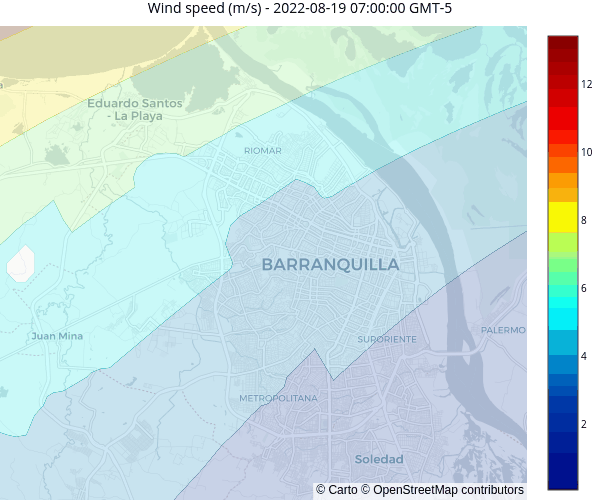 Wind speed (m/s) - 2022-08-19 07:00:00 GMT-5
a
Eduardo Santos
- La Playa
RIOMAR
BARRANQUILLA
Juan Mina
SURORIENTE
PALERMO
METROPOLITANA
Soledad
© Carto © OpenStreetMap contributors
12
10
8
6
4
2